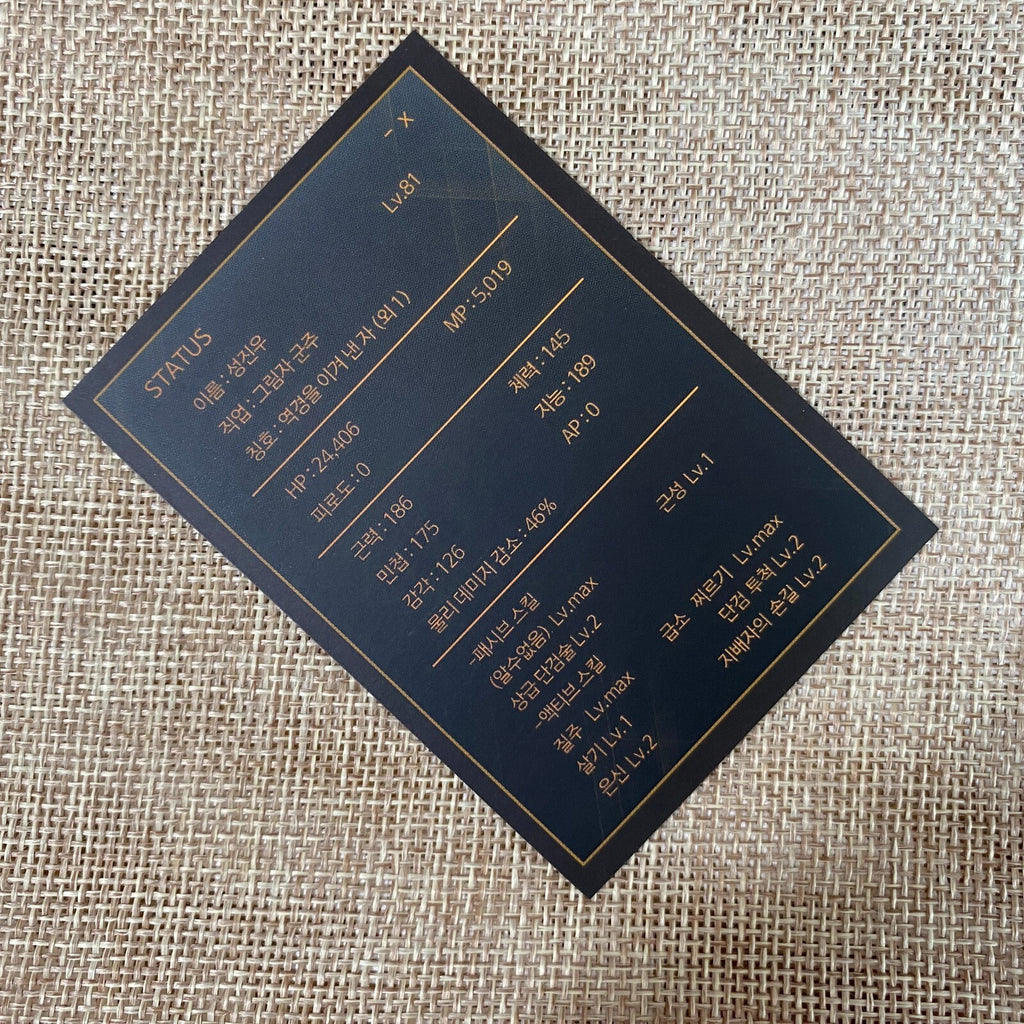 - x
STATUS
이름 : 성진우 Lv.81
직업 : 그림자 군주
칭호 : 역경을 이겨 낸 자 (외 1)
HP : 24,406 MP : 5,019
피로도 : 0
근력 : 186 체력 : 145
민첩 : 175 지능 : 189
감각 : 126 AP : 0
물리 데미지 감소 : 46%
-패시브 스킬
(알수없음) Lv.max 근성 Lv.1
상급 단검술 Lv.2
-액티브 스킬
질주 Lv.max 급소 찌르기 Lv.max
살기 Lv.1 단검 투척 Lv.2
은신 Lv.2 지배자의 손길 Lv.2